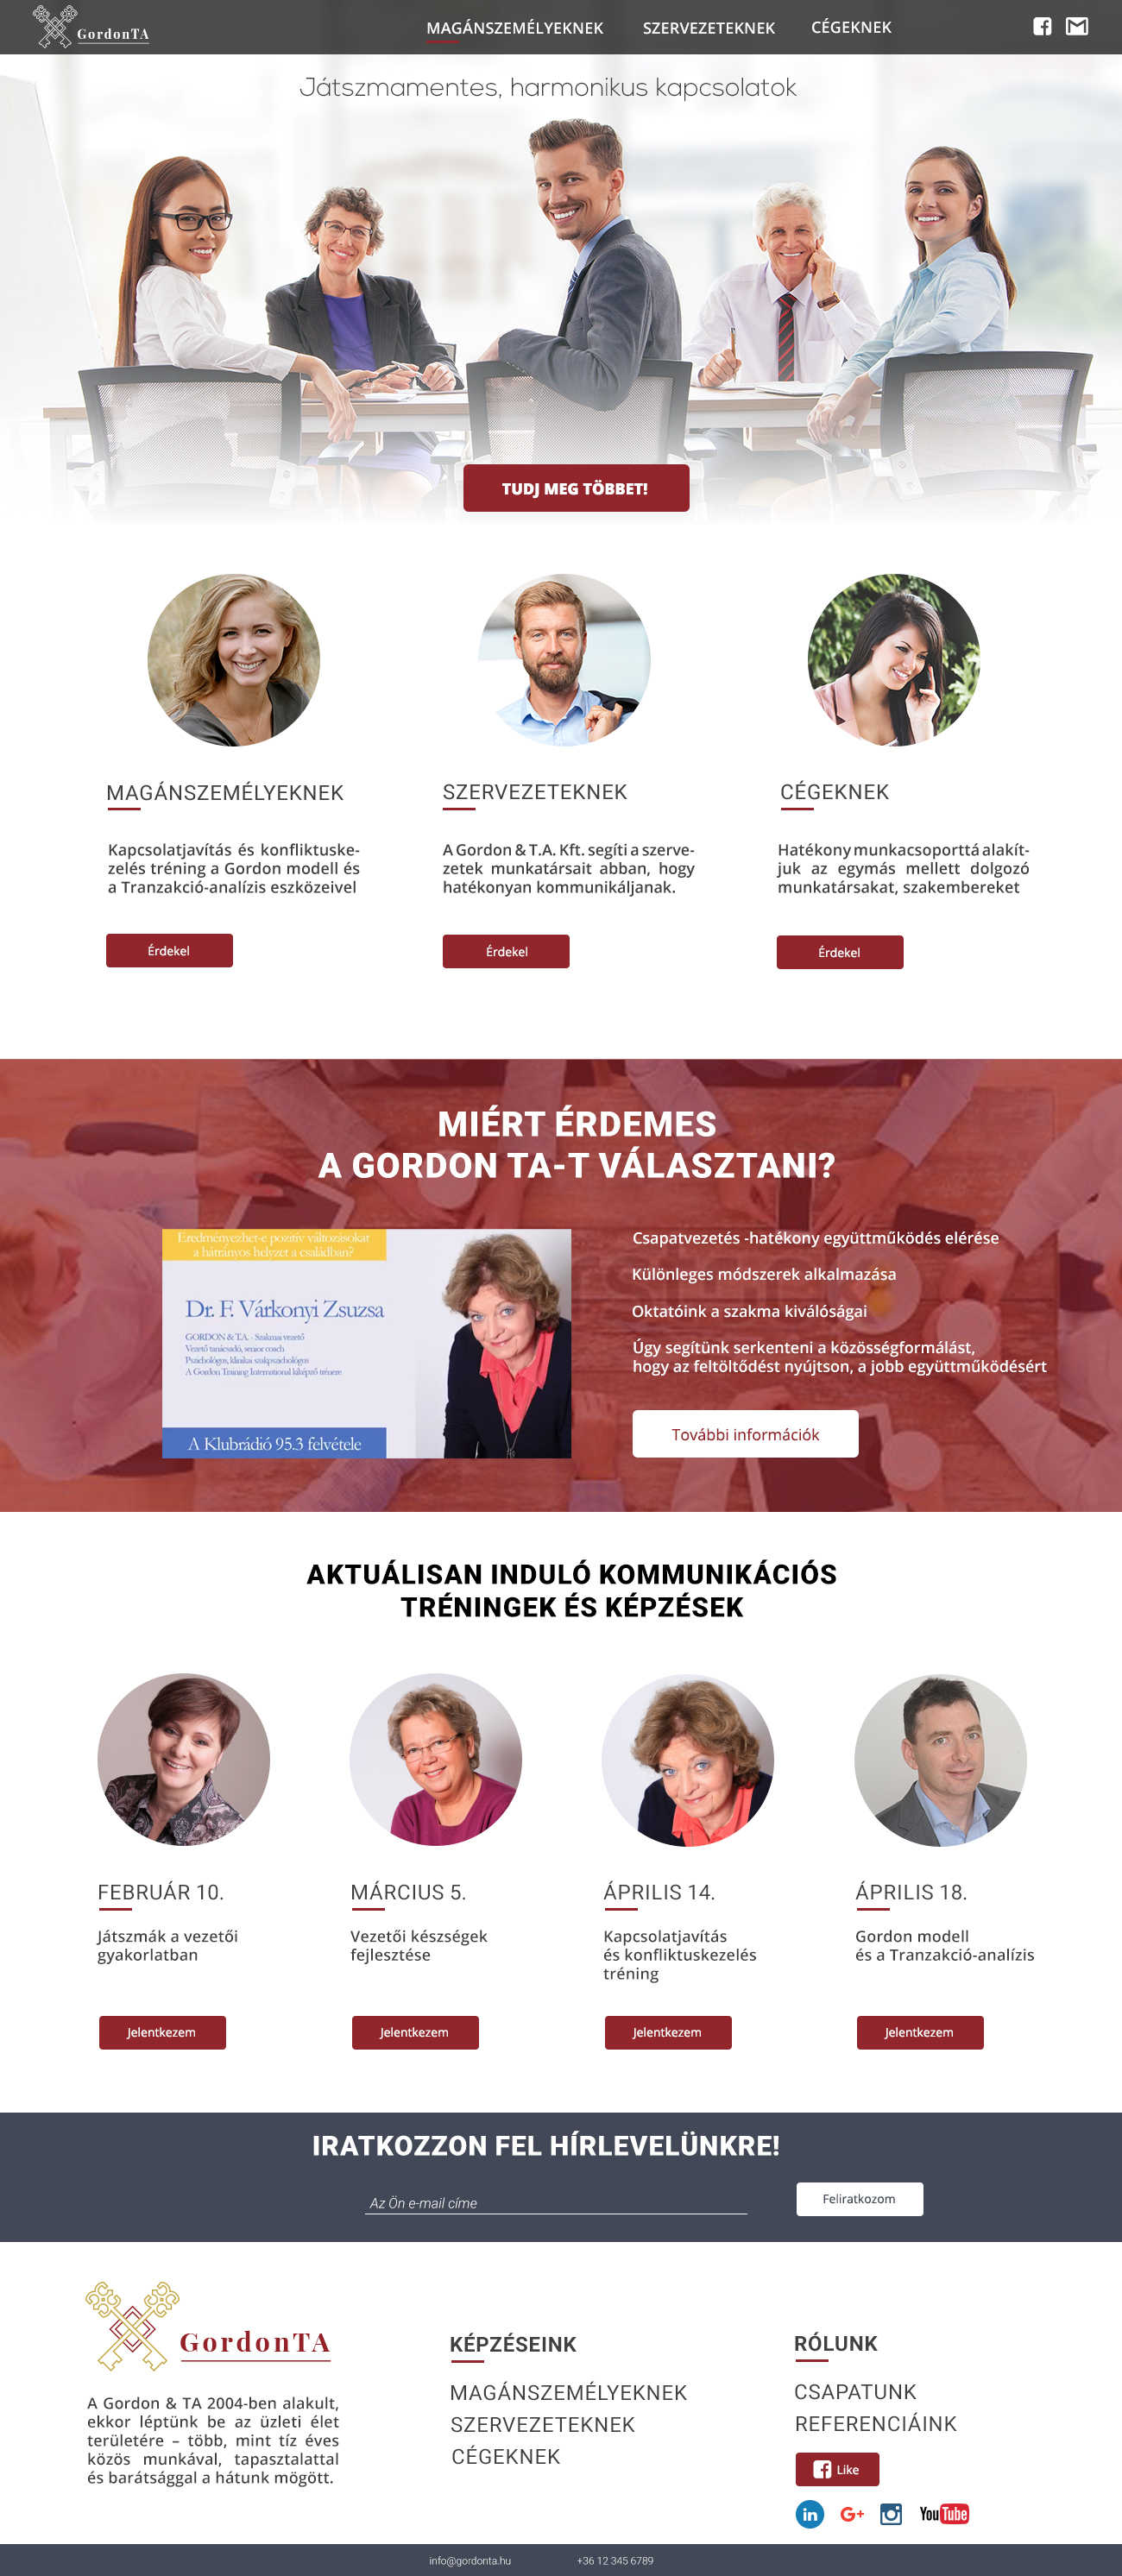 GordonTA
MAGÁNSZEMÉLYEKNEK
SZERVEZETEKNEK
CÉGEKNEK
Játszmamentes, harmonikus kapcsolatok
TUDJ MEG TÖBBET!
MAGÁNSZEMÉLYEKNEK
Kapcsolatjavítás és konfliktuske-
zelés tréning a Gordon modell és
a Tranzakció-analízis eszközeivel
Érdekel
SZERVEZETEKNEK
A Gordon & T.A. Kft. segíti a szerve-
zetek munkatársait abban, hogy
hatékonyan kommunikáljanak.
Érdekel
CÉGEKNEK
Hatékony munkacsoporttá alakít-
juk az egymás mellett dolgozó
munkatársakat, szakembereket
Érdekel
MIÉRT ÉRDEMES
A GORDON TA-T VÁLASZTANI?
Eredményezhet-e pozitív változásokat
a hátrányos helyzet a családban?
Dr. F. Várkonyi Zsuzsa
GORDON & T.A. - Szakmai vezető
Vezető tanácsadó, senior coach
Pszichológus, klinikai szakpszichológus
A Gordon Training International kiképző trénere
A Klubrádió 95.3 felvétele
Csapatvezetés -hatékony együttműködés elérése
Különleges módszerek alkalmazása
Oktatóink a szakma kiválóságai
Úgy segítünk serkenteni a közösségformálást,
hogy az feltöltődést nyújtson, a jobb együttműködésért
További információk
AKTUÁLISAN INDULÓ KOMMUNIKÁCIÓS
TRÉNINGEK ÉS KÉPZÉSEK
FEBRUÁR 10.
Játszmák a vezetői
gyakorlatban
Jelentkezem
MÁRCIUS 5.
Vezetői készségek
fejlesztése
Jelentkezem
ÁPRILIS 14.
Kapcsolatjavítás
és konfliktuskezelés
tréning
Jelentkezem
ÁPRILIS 18.
Gordon modell
és a Tranzakció-analízis
Jelentkezem
IRATKOZZON FEL HÍRLEVELÜNKRE!
Az Ön e-mail címe
Feliratkozom
GordonTA
A Gordon & TA 2004-ben alakult,
ekkor léptünk be az üzleti élet
területére – több, mint tíz éves
közös munkával, tapasztalattal
és barátsággal a hátunk mögött.
KÉPZÉSEINK
MAGÁNSZEMÉLYEKNEK
SZERVEZETEKNEK
CÉGEKNEK
RÓLUNK
CSAPATUNK
REFERENCIÁINK
Like
in
G+
YouTube
info@gordonta.hu
+36 12 345 6789